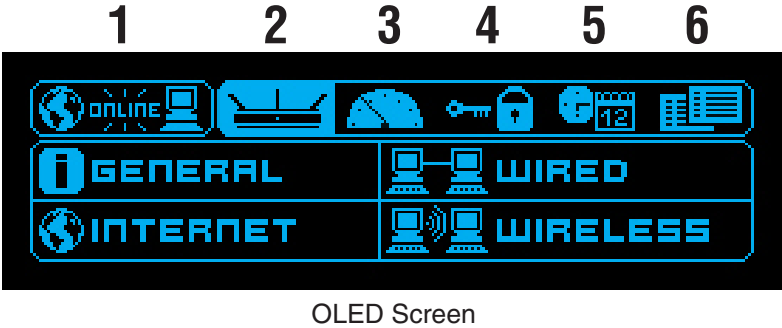 1 2 3 4 5 6
ONLINE 12
GENERAL WIRED
INTERNET WIRELESS
OLED Screen